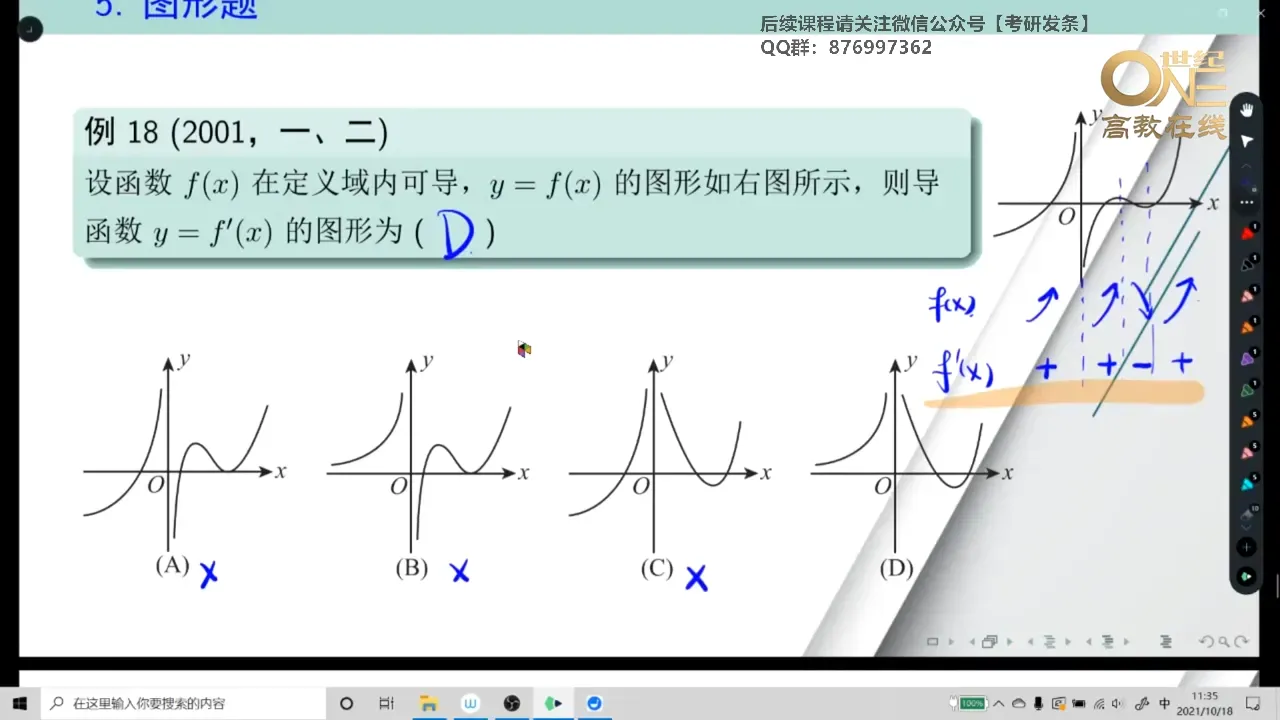 5. 图形题
后续课程请关注微信公众号【考研发条】
QQ群：876997362
世纪
ONE
高教在线
例 18 (2001，一、二)
设函数 f(x) 在定义域内可导，y = f(x) 的图形如右图所示，则导
函数 y = f′(x) 的图形为 ( D )
y
O
x
f(x)
f′(x) + + − +
y
O
x
(A) ×
y
O
x
(B) ×
y
O
x
(C) ×
y
O
x
(D)
在这里输入你要搜索的内容
100%
中
11:35
2021/10/18